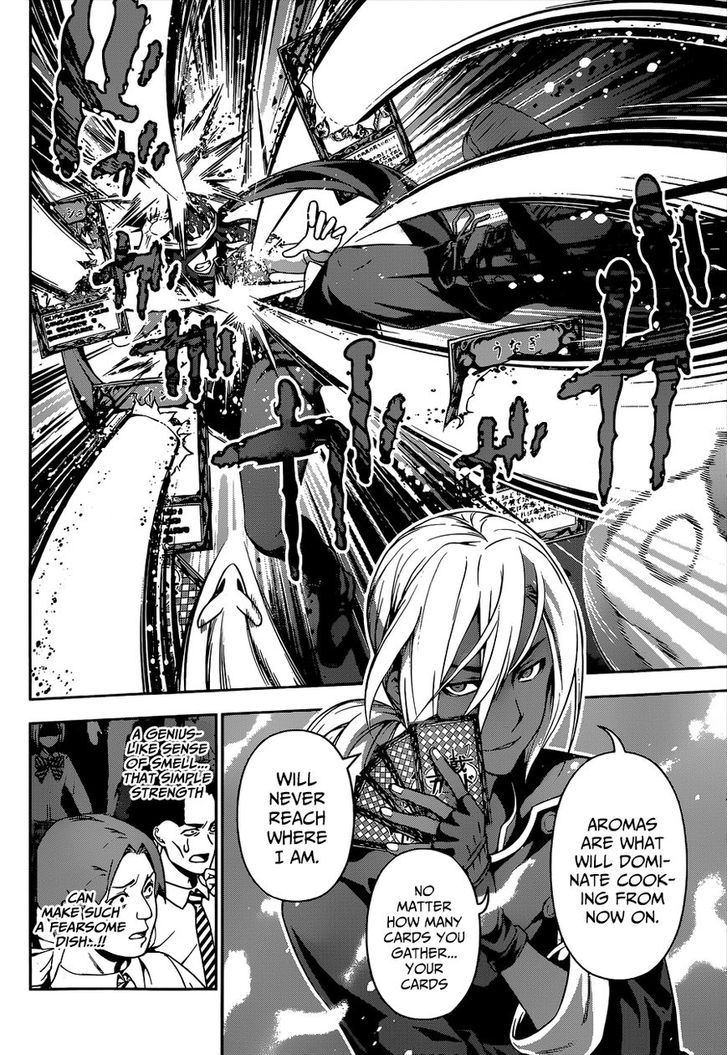 シュ
うなぎ
AROMAS
ARE WHAT
WILL DOMI-
NATE COOK-
ING FROM
NOW ON.
NO
MATTER
HOW MANY
CARDS YOU
GATHER...
YOUR
CARDS
WILL
NEVER
REACH
WHERE
I AM.
A GENIUS-
LIKE SENSE
OF SMELL...
THAT SIMPLE
STRENGTH
CAN
MAKE SUCH
A FEARSOME
DISH...!!